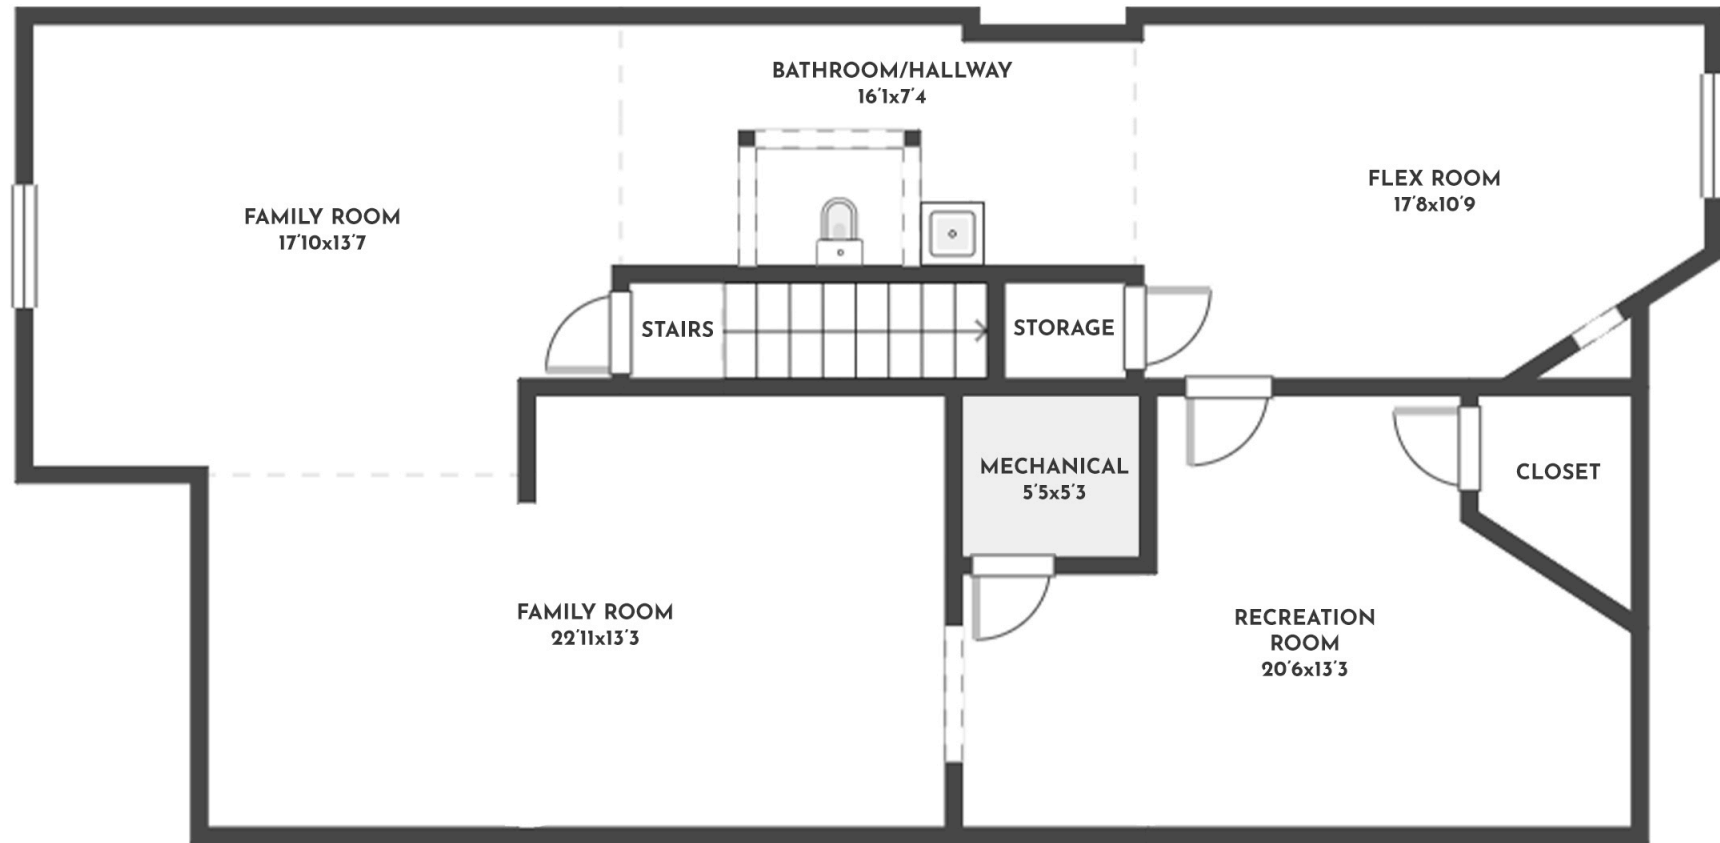 BATHROOM/HALLWAY
16'1x7'4
FAMILY ROOM
17'10x13'7
FLEX ROOM
17'8x10'9
STAIRS
STORAGE
MECHANICAL
5'5x5'3
CLOSET
FAMILY ROOM
22'11x13'3
RECREATION
ROOM
20'6x13'3